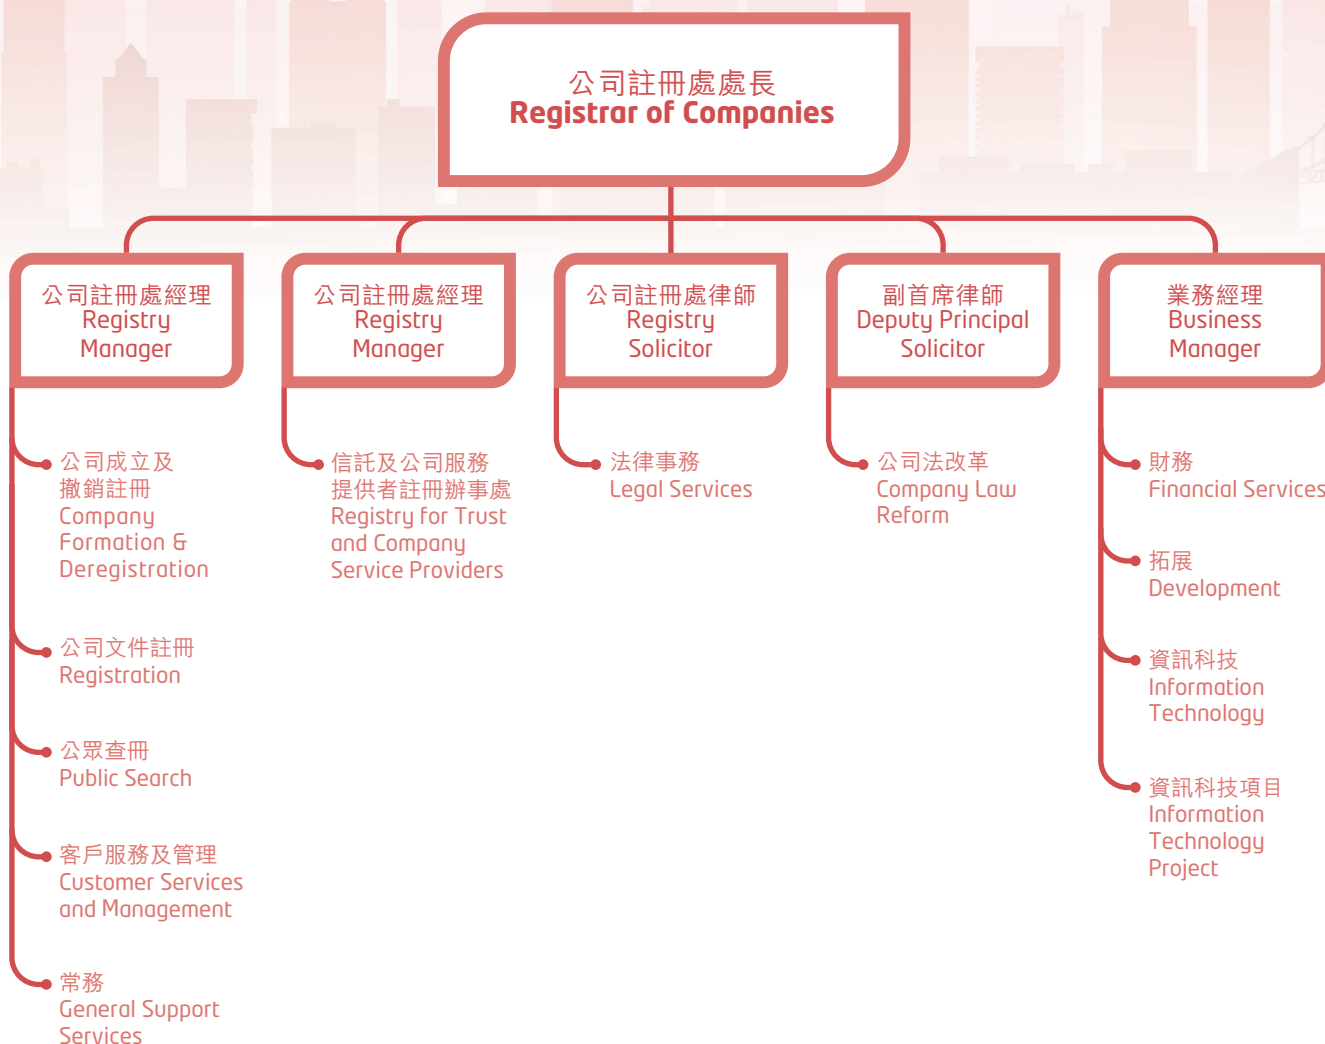 公司註冊處處長
Registrar of Companies
公司註冊處經理
Registry
Manager
公司成立及
撤銷註冊
Company
Formation &
Deregistration
公司文件註冊
Registration
公眾查冊
Public Search
客戶服務及管理
Customer Services
and Management
常務
General Support
Services
公司註冊處經理
Registry
Manager
信託及公司服務
提供者註冊辦事處
Registry for Trust
and Company
Service Providers
公司註冊處律師
Registry
Solicitor
法律事務
Legal Services
副首席律師
Deputy Principal
Solicitor
公司法改革
Company Law
Reform
業務經理
Business
Manager
財務
Financial Services
拓展
Development
資訊科技
Information
Technology
資訊科技項目
Information
Technology
Project